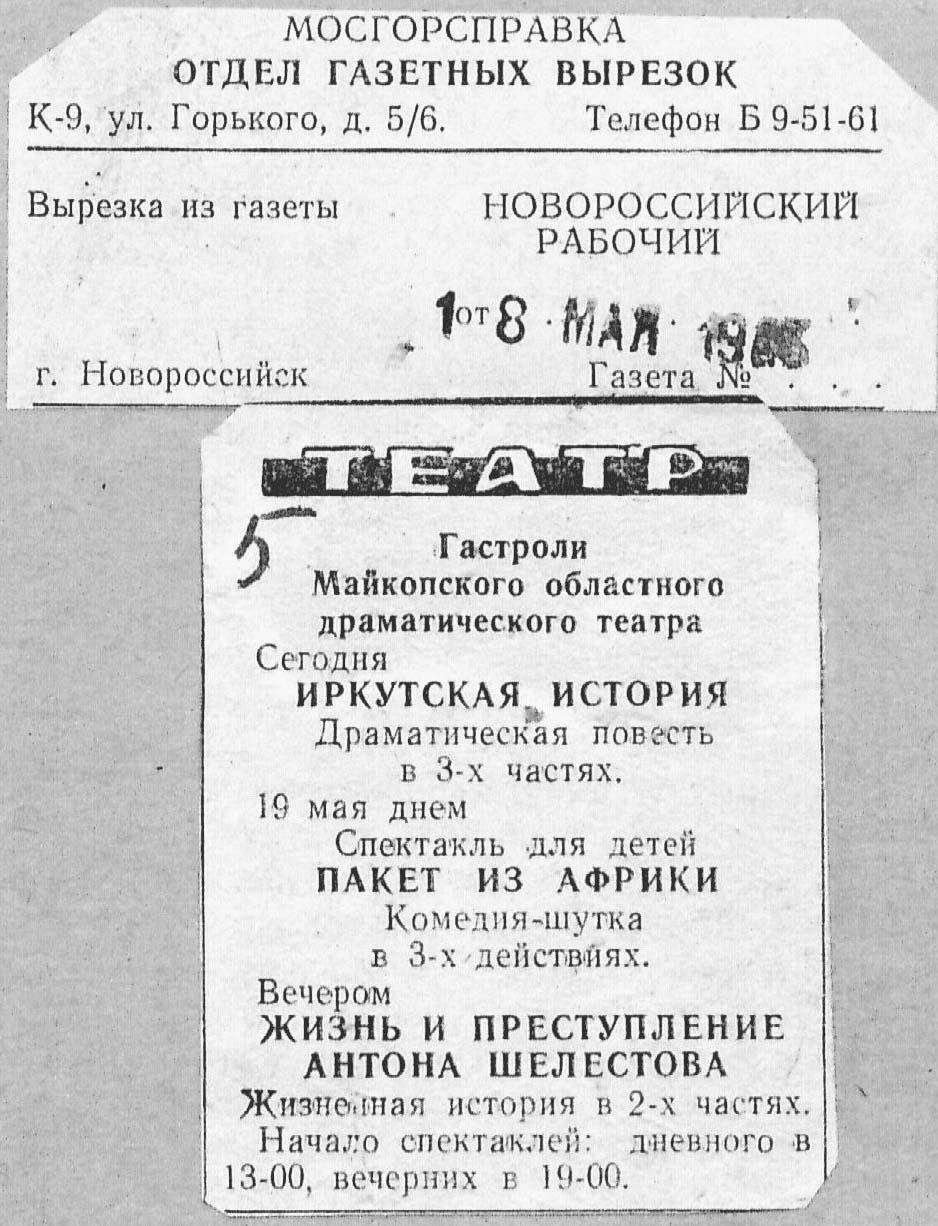 МОСГОРСПРАВКА
ОТДЕЛ ГАЗЕТНЫХ ВЫРЕЗОК
К-9, ул. Горького, д. 5/6. Телефон Б 9-51-61
Вырезка из газеты НОВОРОССИЙСКИЙ
РАБОЧИЙ
1от 8 · МАЯ
г. Новороссийск Газета № . . .
ТЕАТР
5
Гастроли
Майкопского областного
драматического театра
Сегодня
ИРКУТСКАЯ ИСТОРИЯ
Драматическая повесть
в 3-х частях.
19 мая днем
Спектакль для детей
ПАКЕТ ИЗ АФРИКИ
Комедия-шутка
в 3-х действиях.
Вечером
ЖИЗНЬ И ПРЕСТУПЛЕНИЕ
АНТОНА ШЕЛЕСТОВА
Жизненная история в 2-х частях.
Начало спектаклей: дневного в
13-00, вечерних в 19-00.